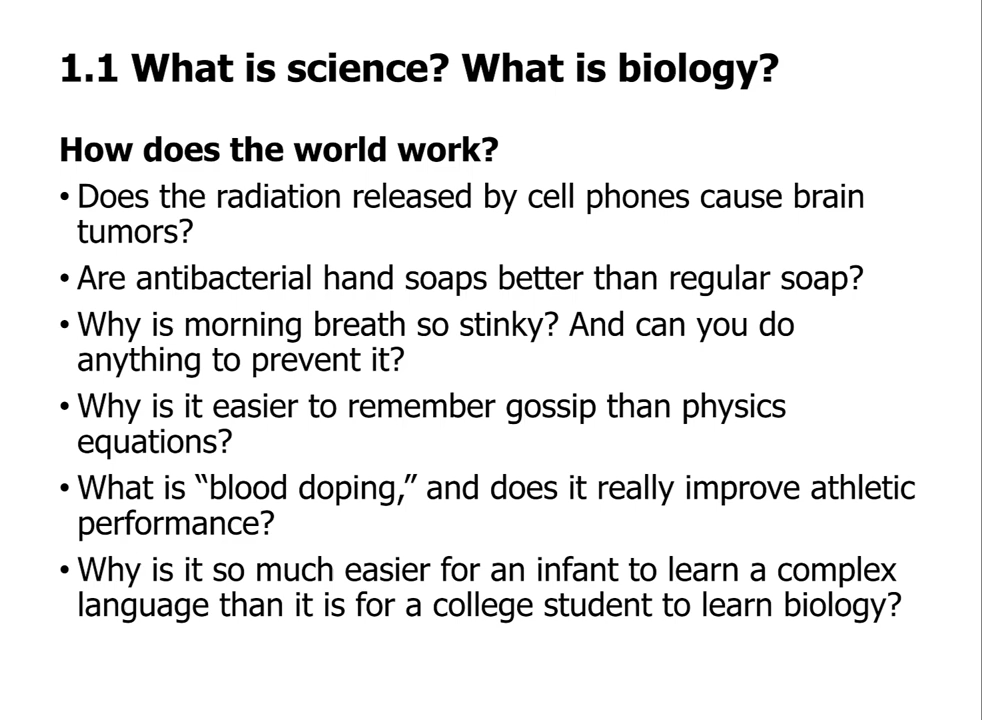 1.1 What is science? What is biology?
How does the world work?
• Does the radiation released by cell phones cause brain
tumors?
• Are antibacterial hand soaps better than regular soap?
• Why is morning breath so stinky? And can you do
anything to prevent it?
• Why is it easier to remember gossip than physics
equations?
• What is “blood doping,” and does it really improve athletic
performance?
• Why is it so much easier for an infant to learn a complex
language than it is for a college student to learn biology?